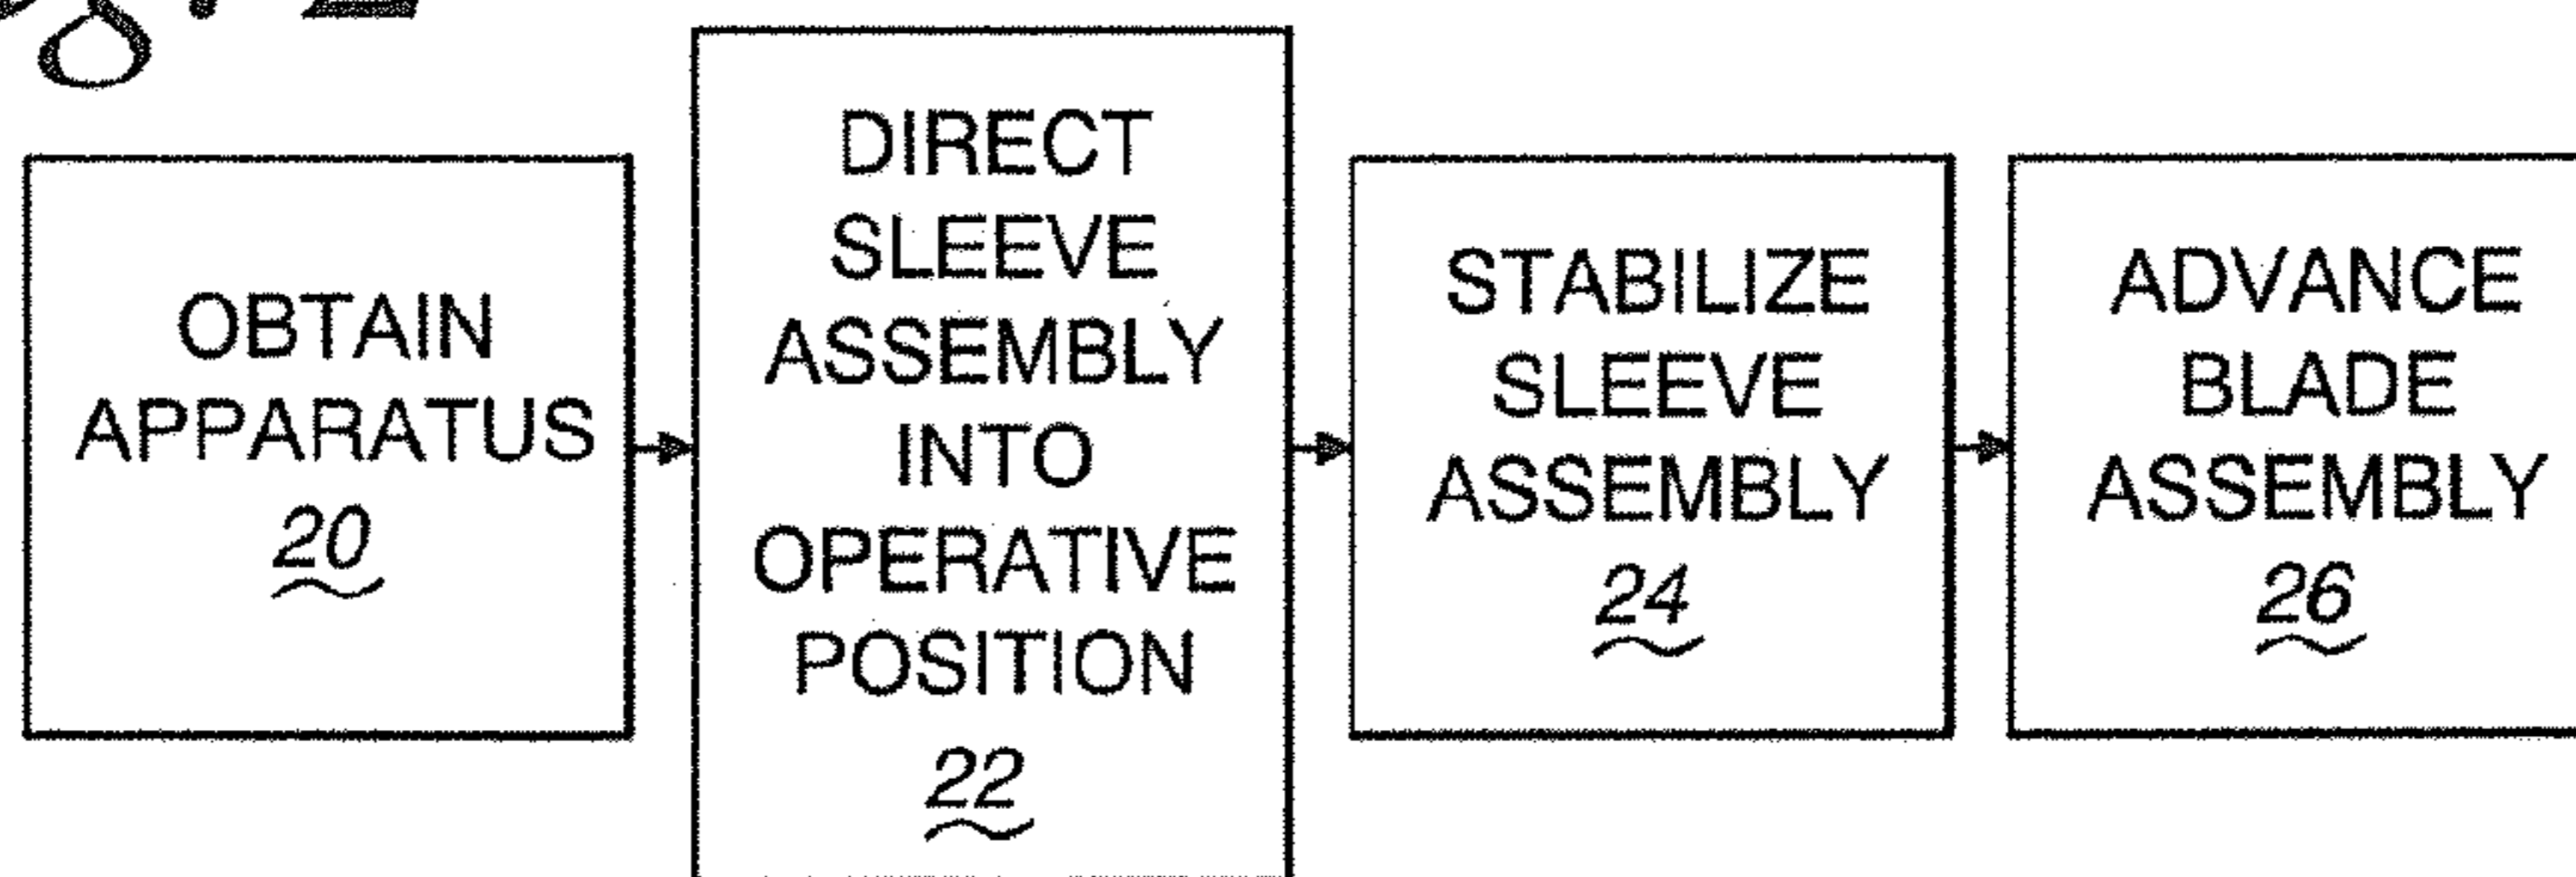 OBTAIN
APPARATUS
20
DIRECT
SLEEVE
ASSEMBLY
INTO
OPERATIVE
POSITION
22
STABILIZE
SLEEVE
ASSEMBLY
24
ADVANCE
BLADE
ASSEMBLY
26